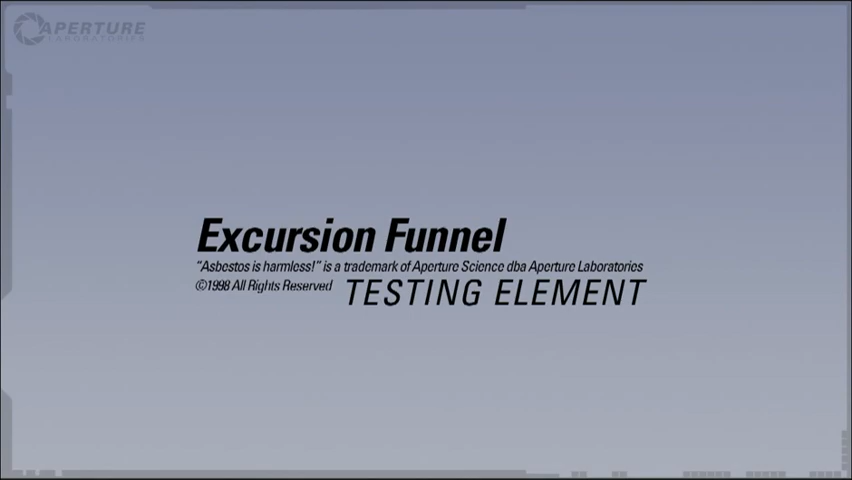 APERTURE
LABORATORIES
Excursion Funnel
"Asbestos is harmless!" is a trademark of Aperture Science dba Aperture Laboratories
©1998 All Rights Reserved TESTING ELEMENT